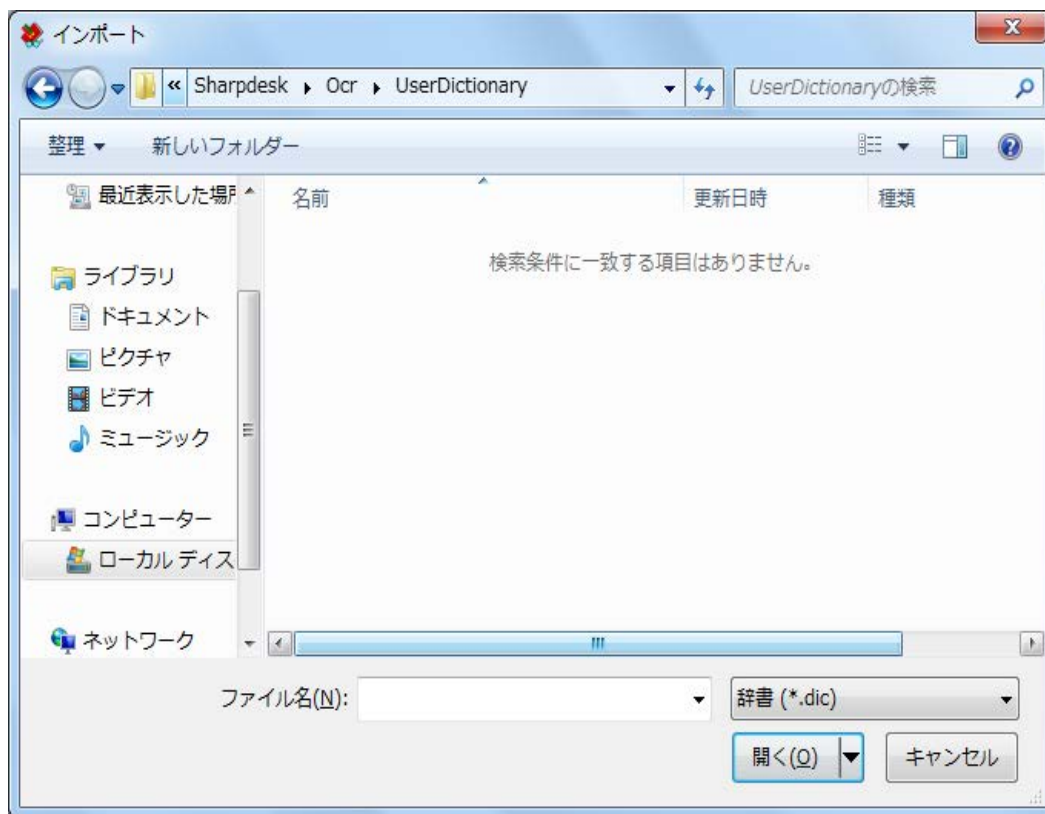 インポート
« Sharpdesk ▸ Ocr ▸ UserDictionary
UserDictionaryの検索
整理 新しいフォルダー
最近表示した場所
名前 更新日時 種類
検索条件に一致する項目はありません。
ライブラリ
ドキュメント
ピクチャ
ビデオ
ミュージック
コンピューター
ローカル ディス
ネットワーク
ファイル名(N):
辞書 (*.dic)
開く(O) キャンセル